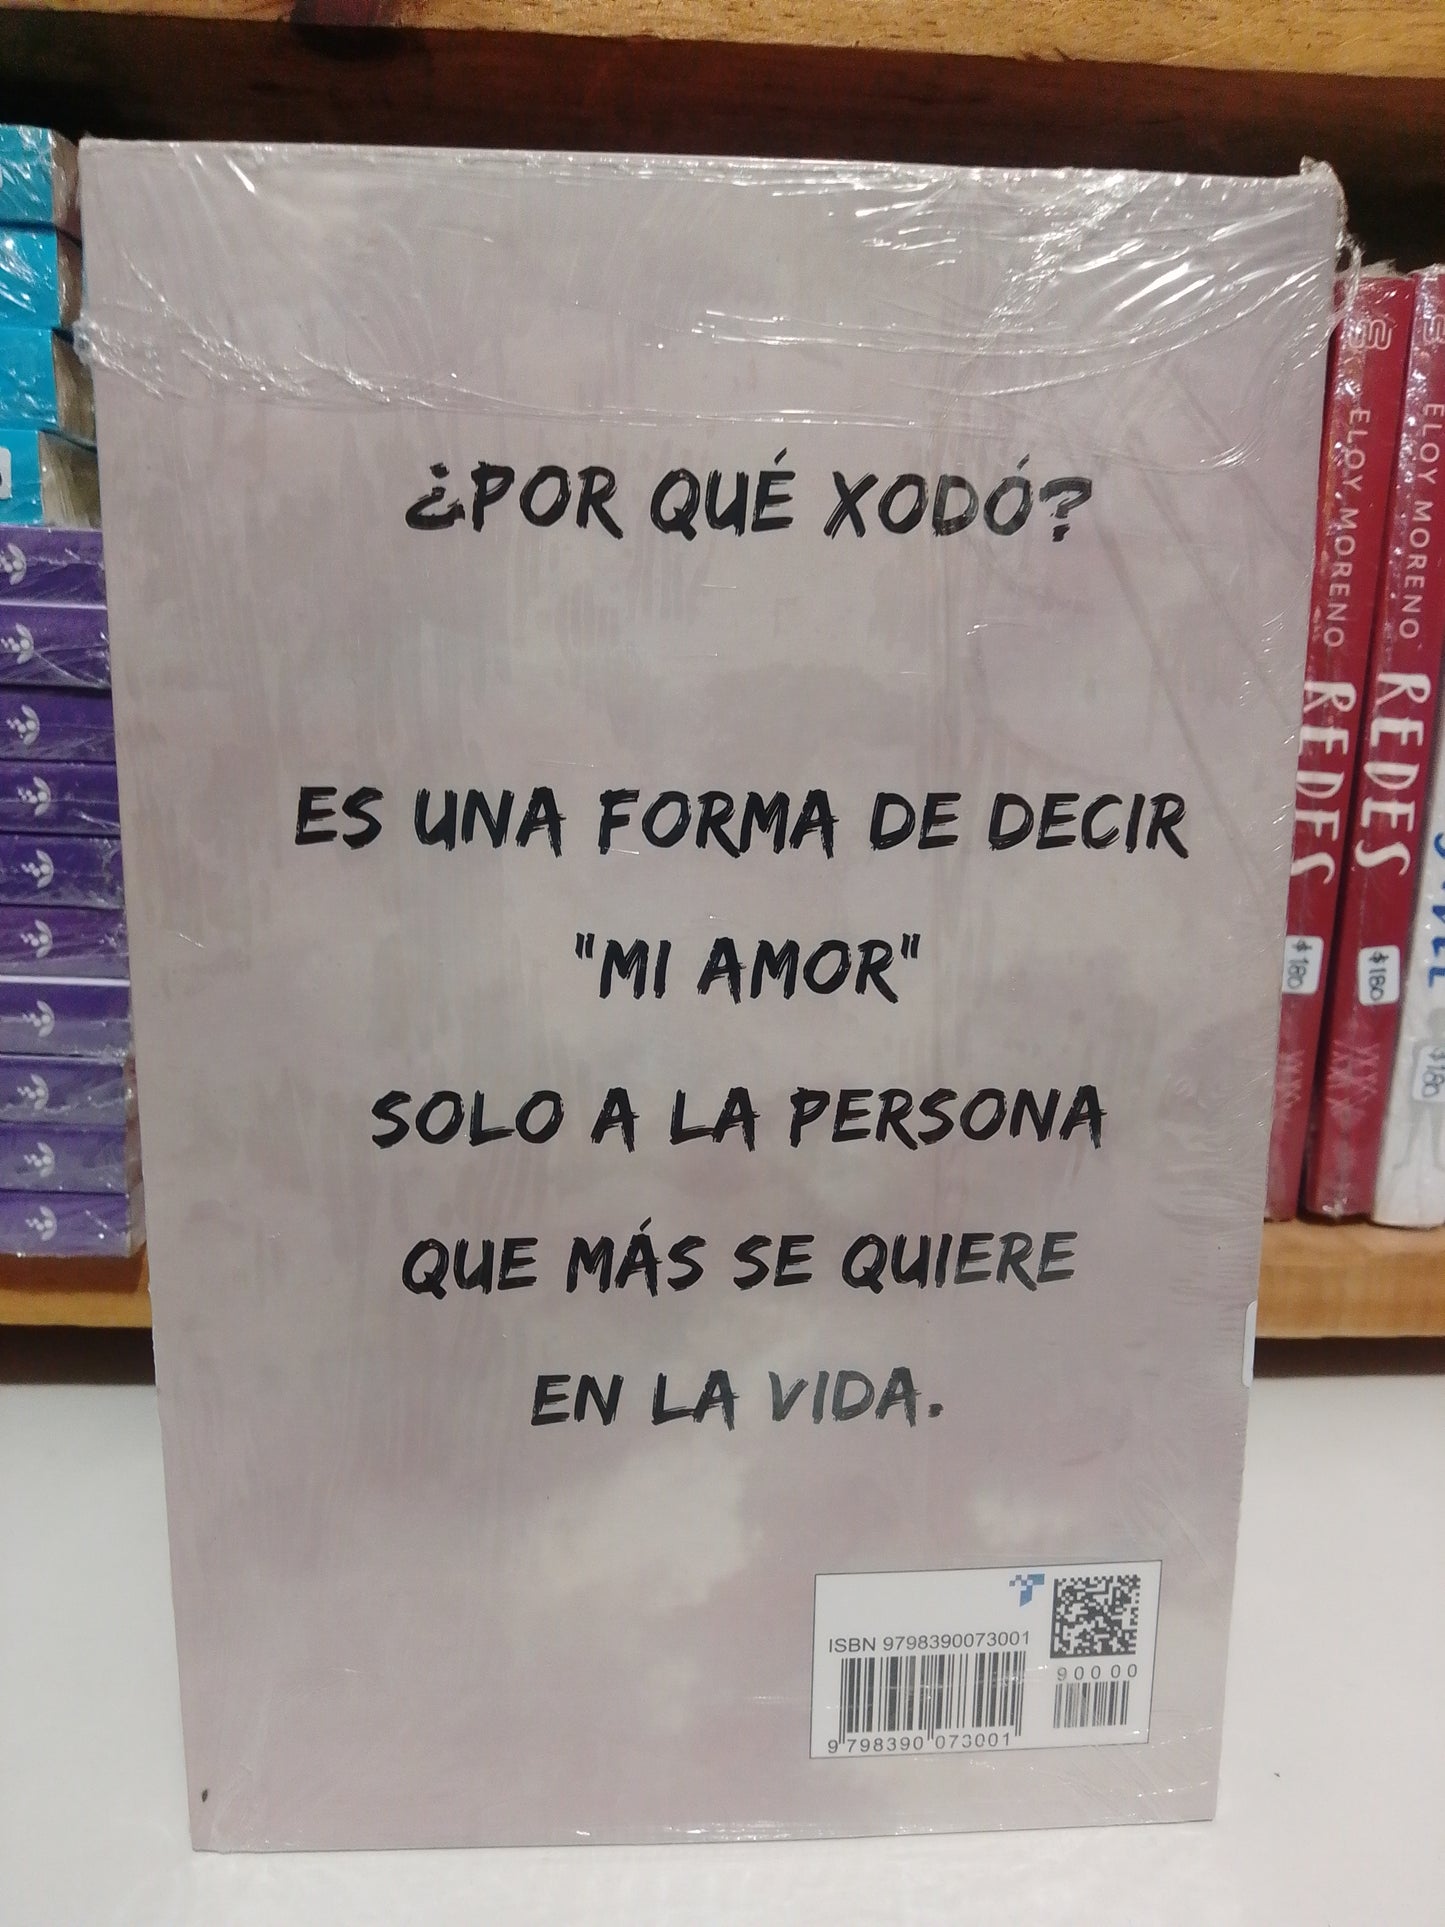 ¿POR QUÉ XODÓ?
ES UNA FORMA DE DECIR
"MI AMOR"
SOLO A LA PERSONA
QUE MÁS SE QUIERE
EN LA VIDA.
ISBN 9798390073001
90000
9 798390 073001
ELOY MORENO REDES
$180
ELOY MORENO REDES
$180
$180